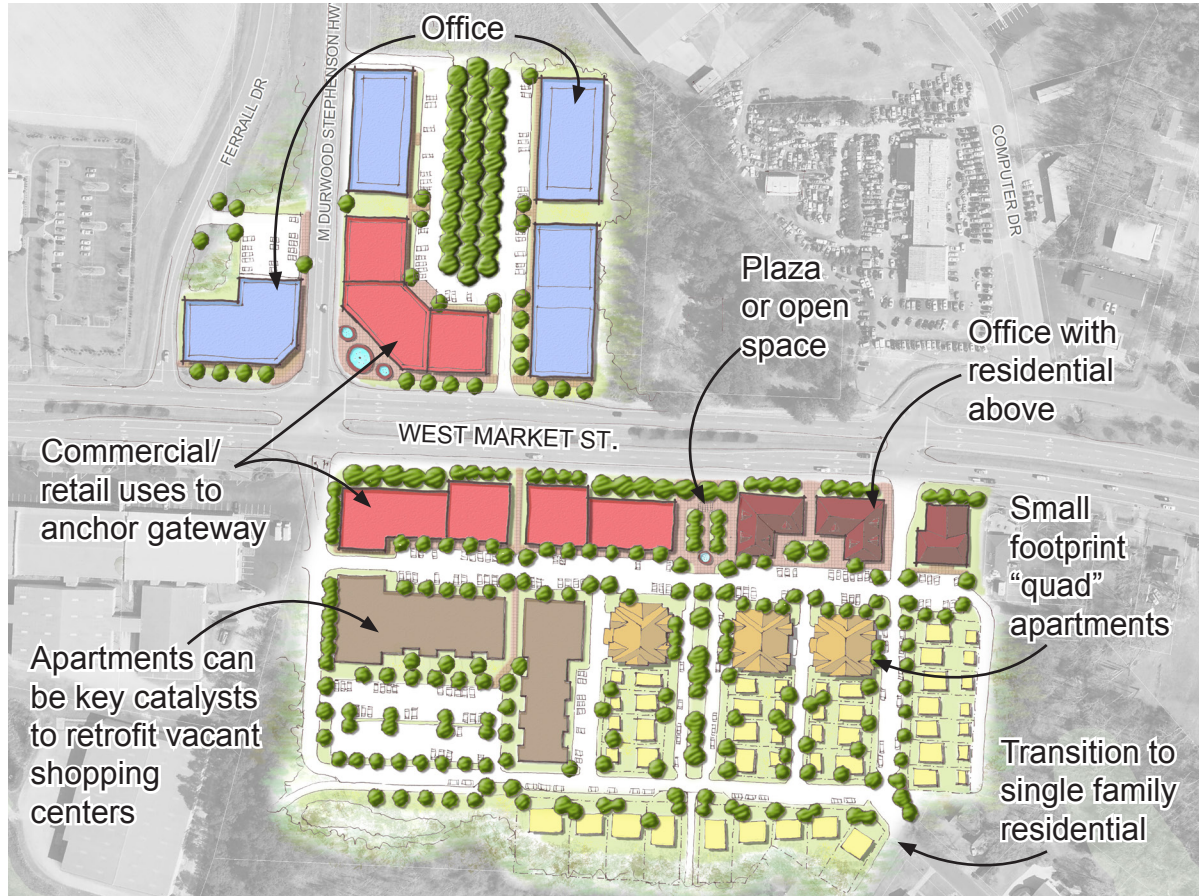 Office
FERRALL DR
M DURWOOD STEPHENSON HWY
COMPUTER DR
Plaza
or open
space
Office with
residential
above
WEST MARKET ST.
Commercial/
retail uses to
anchor gateway
Small
footprint
“quad”
apartments
Apartments can
be key catalysts
to retrofit vacant
shopping
centers
Transition to
single family
residential